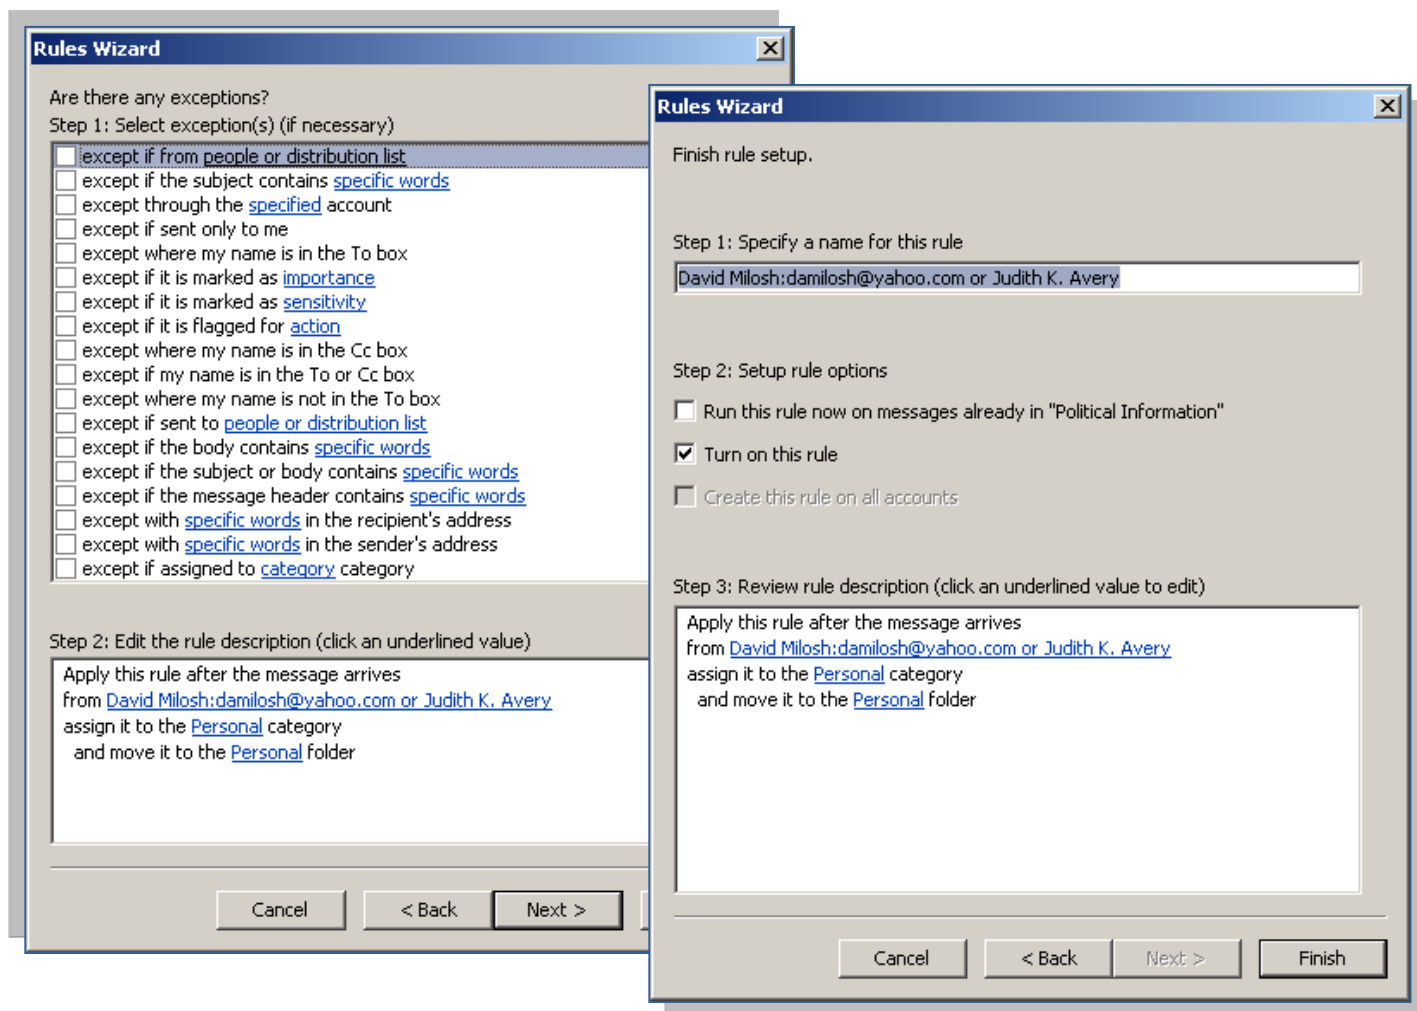 Rules Wizard
Are there any exceptions?
Step 1: Select exception(s) (if necessary)
except if from people or distribution list
except if the subject contains specific words
except through the specified account
except if sent only to me
except where my name is in the To box
except if it is marked as importance
except if it is marked as sensitivity
except if it is flagged for action
except where my name is in the Cc box
except if my name is in the To or Cc box
except where my name is not in the To box
except if sent to people or distribution list
except if the body contains specific words
except if the subject or body contains specific words
except if the message header contains specific words
except with specific words in the recipient's address
except with specific words in the sender's address
except if assigned to category category
Step 2: Edit the rule description (click an underlined value)
Apply this rule after the message arrives
from David Milosh:damilosh@yahoo.com or Judith K. Avery
assign it to the Personal category
and move it to the Personal folder
Cancel
< Back
Next >
Rules Wizard
Finish rule setup.
Step 1: Specify a name for this rule
David Milosh:damilosh@yahoo.com or Judith K. Avery
Step 2: Setup rule options
Run this rule now on messages already in "Political Information"
Turn on this rule
Create this rule on all accounts
Step 3: Review rule description (click an underlined value to edit)
Apply this rule after the message arrives
from David Milosh:damilosh@yahoo.com or Judith K. Avery
assign it to the Personal category
and move it to the Personal folder
Cancel
< Back
Next >
Finish